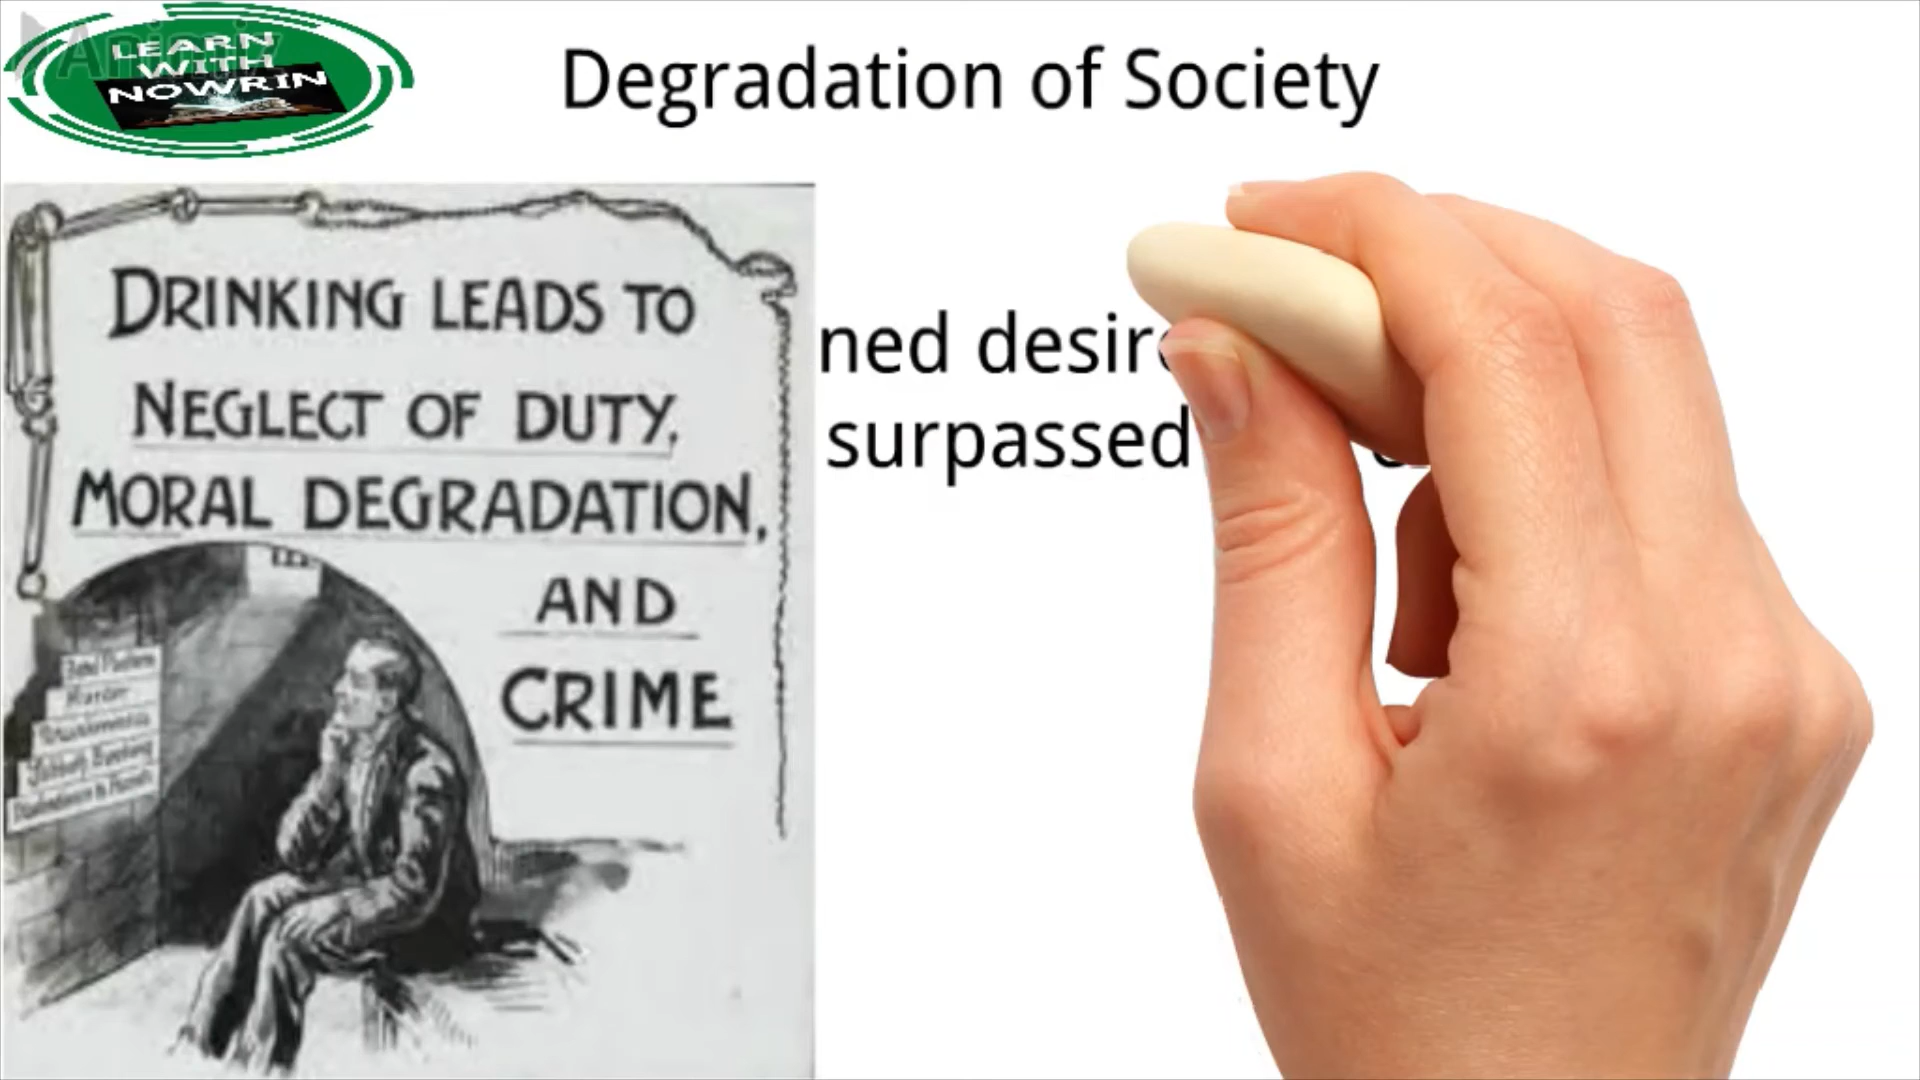 LEARN
WITH
NOWRIN
Degradation of Society
ned desir
surpassed
DRINKING LEADS TO
NEGLECT OF DUTY,
MORAL DEGRADATION,
AND
CRIME
Murder